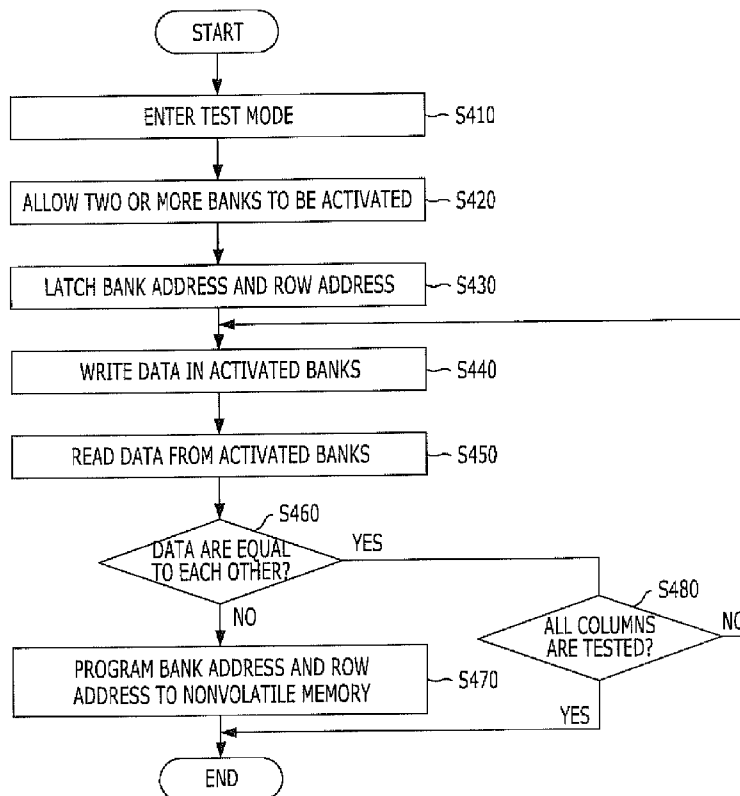 START
ENTER TEST MODE
S410
ALLOW TWO OR MORE BANKS TO BE ACTIVATED
S420
LATCH BANK ADDRESS AND ROW ADDRESS
S430
WRITE DATA IN ACTIVATED BANKS
S440
READ DATA FROM ACTIVATED BANKS
S450
S460
DATA ARE EQUAL
TO EACH OTHER?
YES
NO
S480
ALL COLUMNS
ARE TESTED?
NO
YES
PROGRAM BANK ADDRESS AND ROW
ADDRESS TO NONVOLATILE MEMORY
S470
END